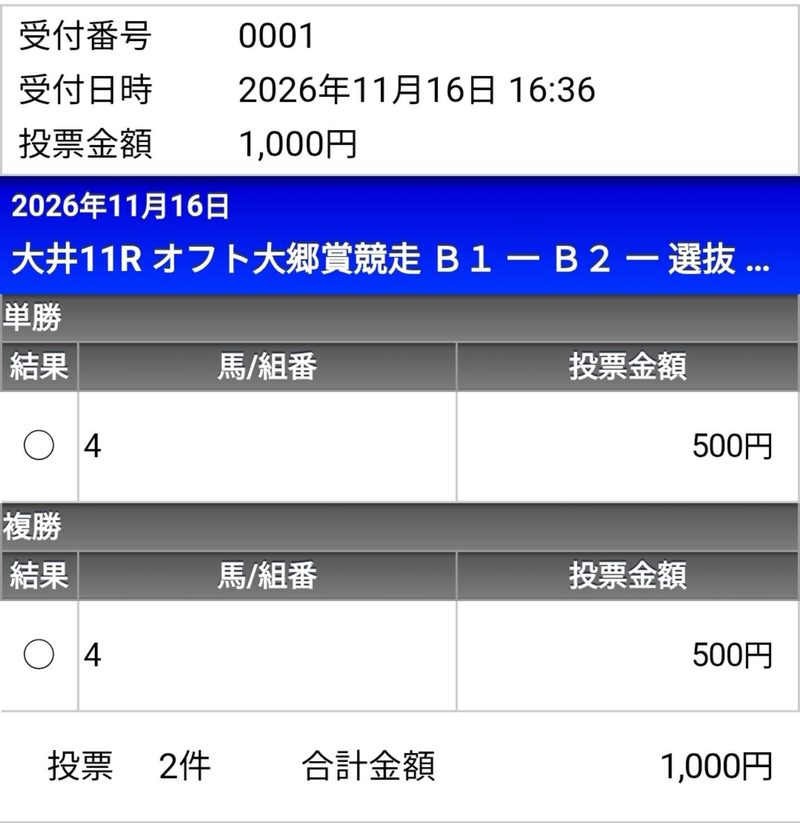 受付番号 0001
受付日時 2026年11月16日 16:36
投票金額 1,000円
2026年11月16日
大井11R オフト大郷賞競走 Ｂ１ ー Ｂ２ ー 選抜 ...
単勝
結果 馬/組番 投票金額
○ 4 500円
複勝
結果 馬/組番 投票金額
○ 4 500円
投票 2件 合計金額 1,000円